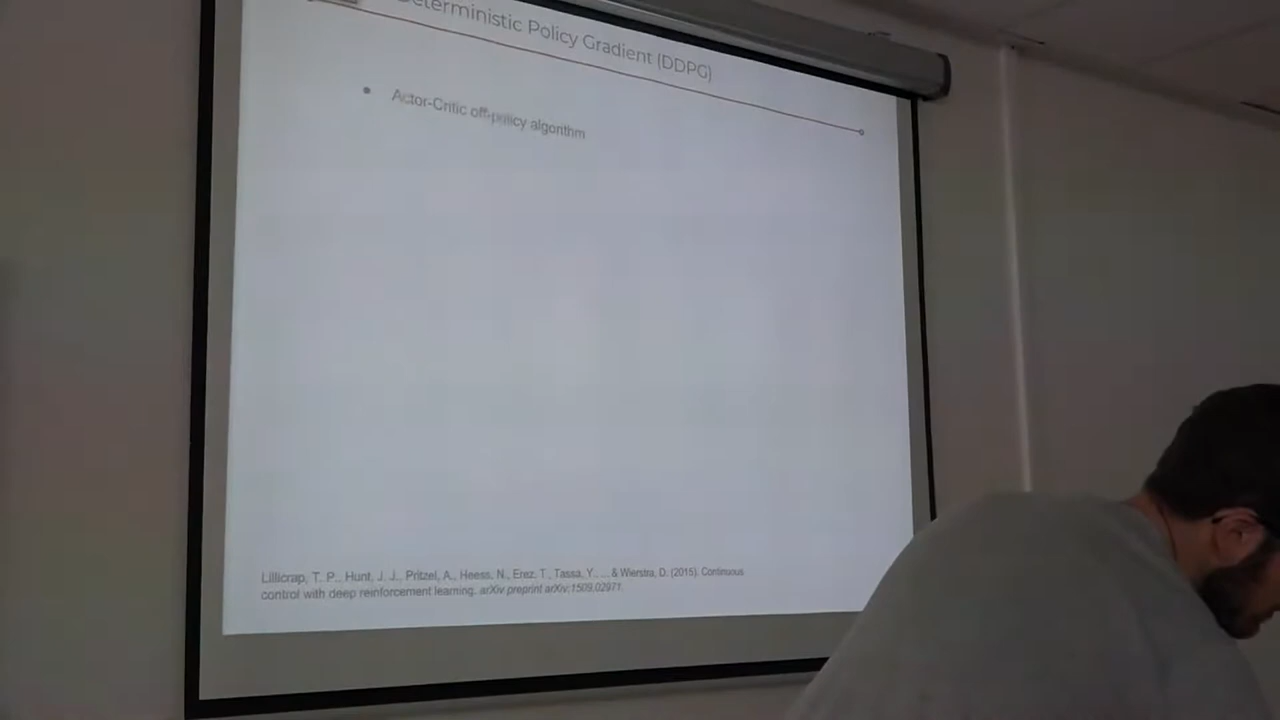 Deterministic Policy Gradient (DDPG)
Actor-Critic off-policy algorithm
Lillicrap, T. P., Hunt, J. J., Pritzel, A., Heess, N., Erez, T., Tassa, Y., ... & Wierstra, D. (2015). Continuous
control with deep reinforcement learning. arXiv preprint arXiv:1509.02971.